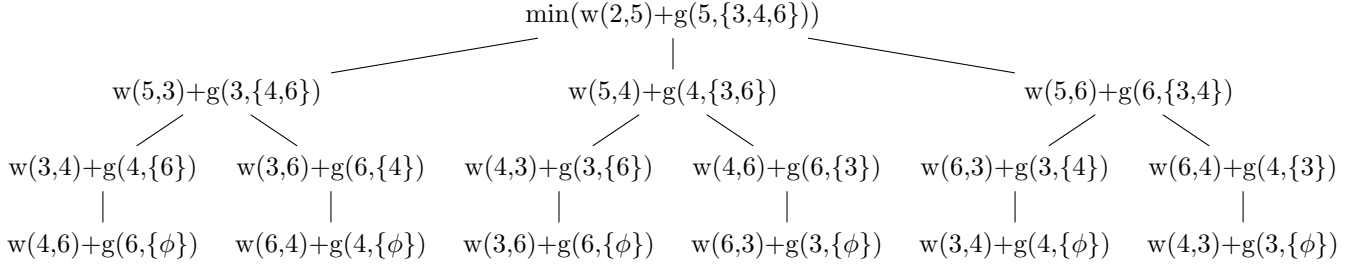 min(w(2,5)+g(5,{3,4,6}))
w(5,3)+g(3,{4,6}) w(5,4)+g(4,{3,6}) w(5,6)+g(6,{3,4})
w(3,4)+g(4,{6}) w(3,6)+g(6,{4}) w(4,3)+g(3,{6}) w(4,6)+g(6,{3}) w(6,3)+g(3,{4}) w(6,4)+g(4,{3})
w(4,6)+g(6,{ϕ}) w(6,4)+g(4,{ϕ}) w(3,6)+g(6,{ϕ}) w(6,3)+g(3,{ϕ}) w(3,4)+g(4,{ϕ}) w(4,3)+g(3,{ϕ})